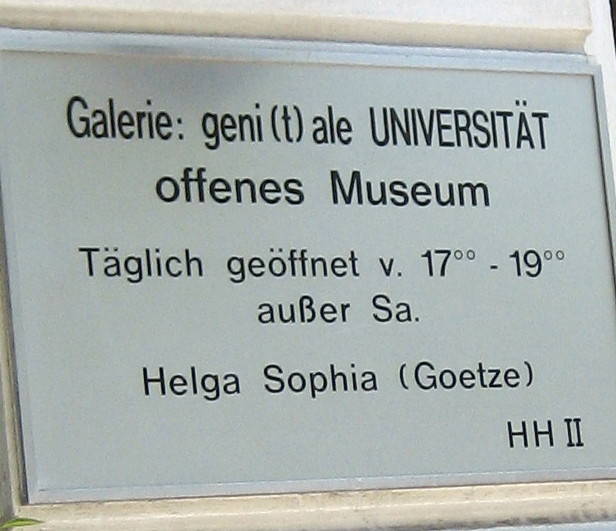 Galerie: geni(t)ale UNIVERSITÄT
offenes Museum
Täglich geöffnet v. 17°° - 19°°
außer Sa.
Helga Sophia (Goetze)
HH II